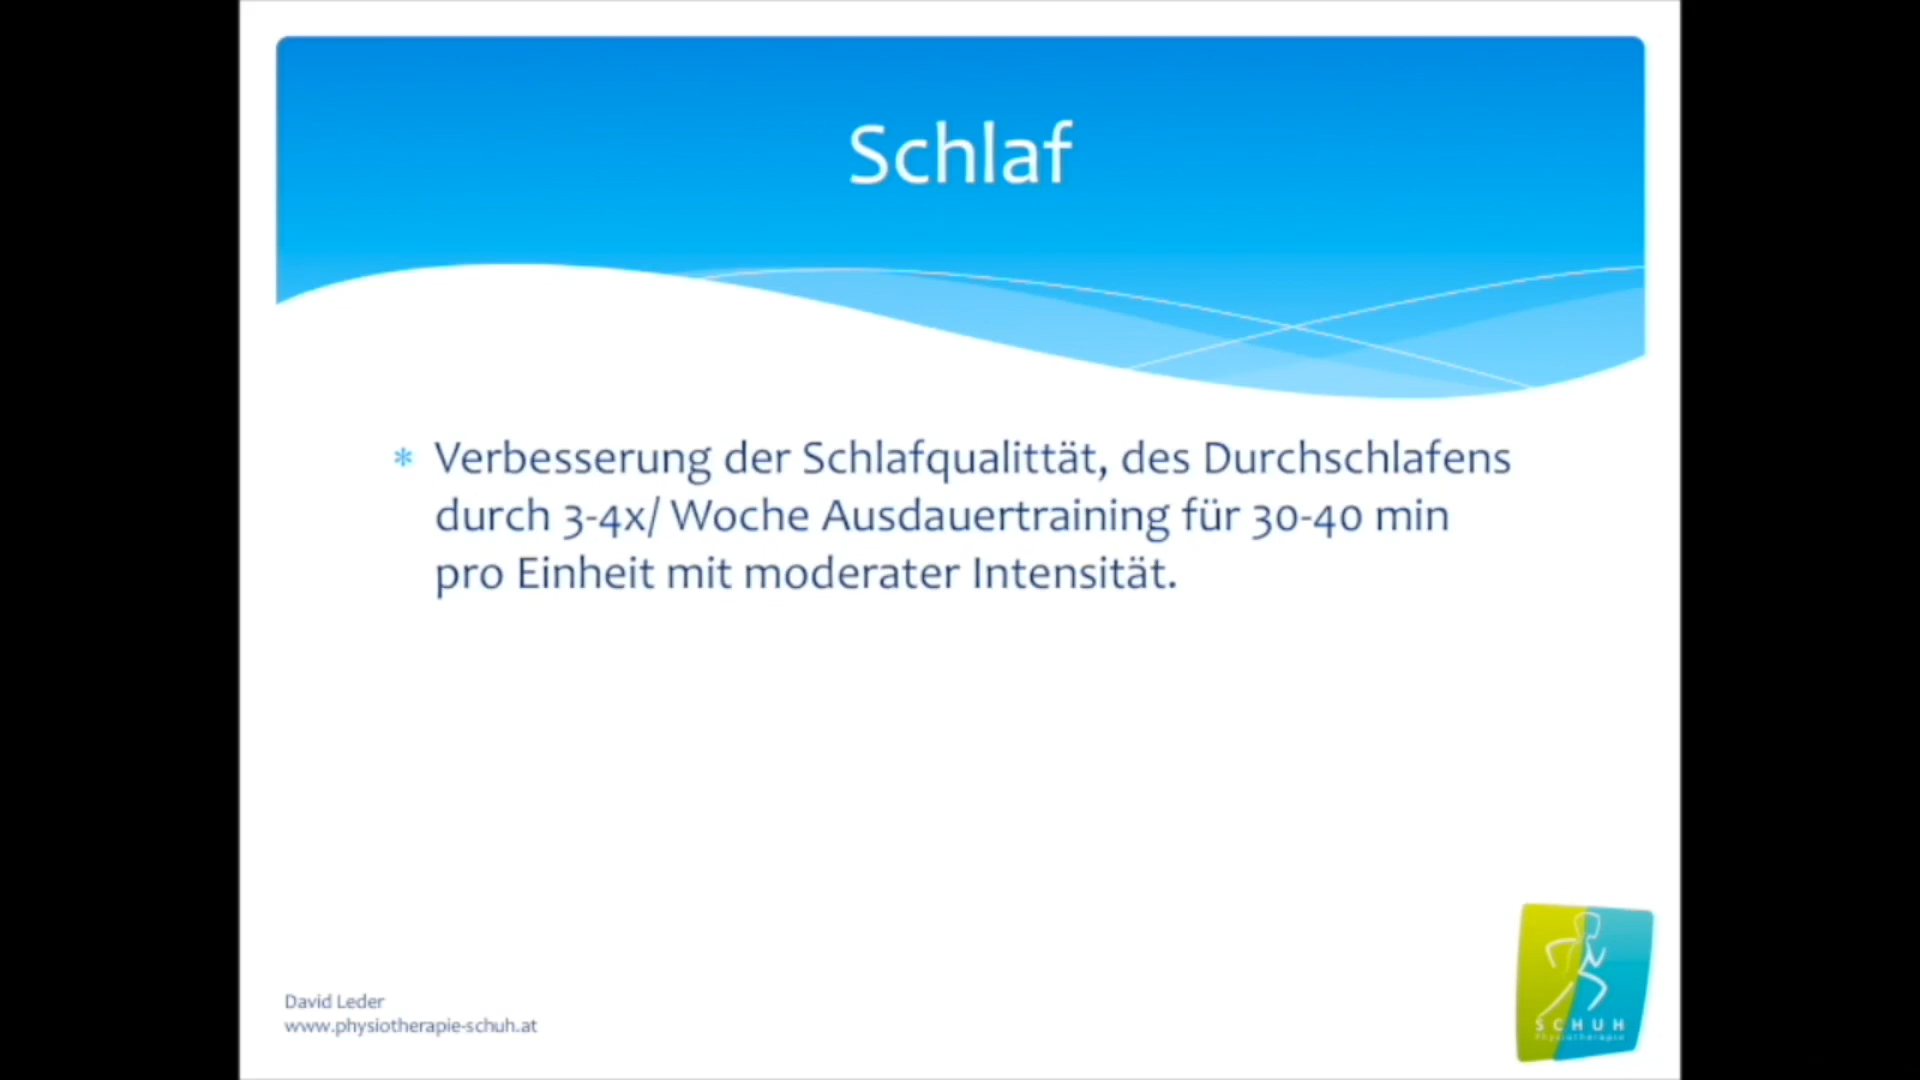 Schlaf
* Verbesserung der Schlafqualittät, des Durchschlafens
durch 3-4x/ Woche Ausdauertraining für 30-40 min
pro Einheit mit moderater Intensität.
David Leder
www.physiotherapie-schuh.at
SCHUH
Physiotherapie